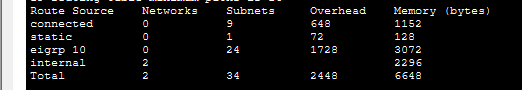 Route Source Networks Subnets Overhead Memory (bytes)
connected 0 9 648 1152
static 0 1 72 128
eigrp 10 0 24 1728 3072
internal 2 2296
Total 2 34 2448 6648